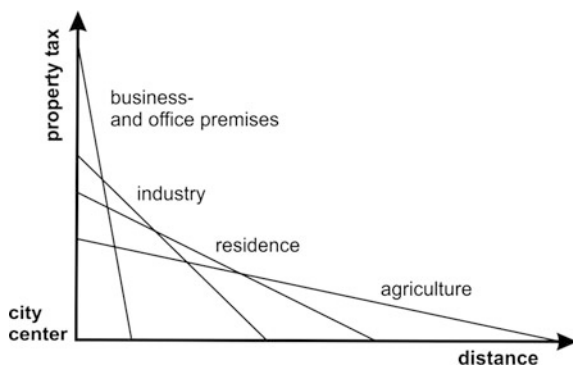 property tax
business-
and office premises
industry
residence
agriculture
city
center
distance